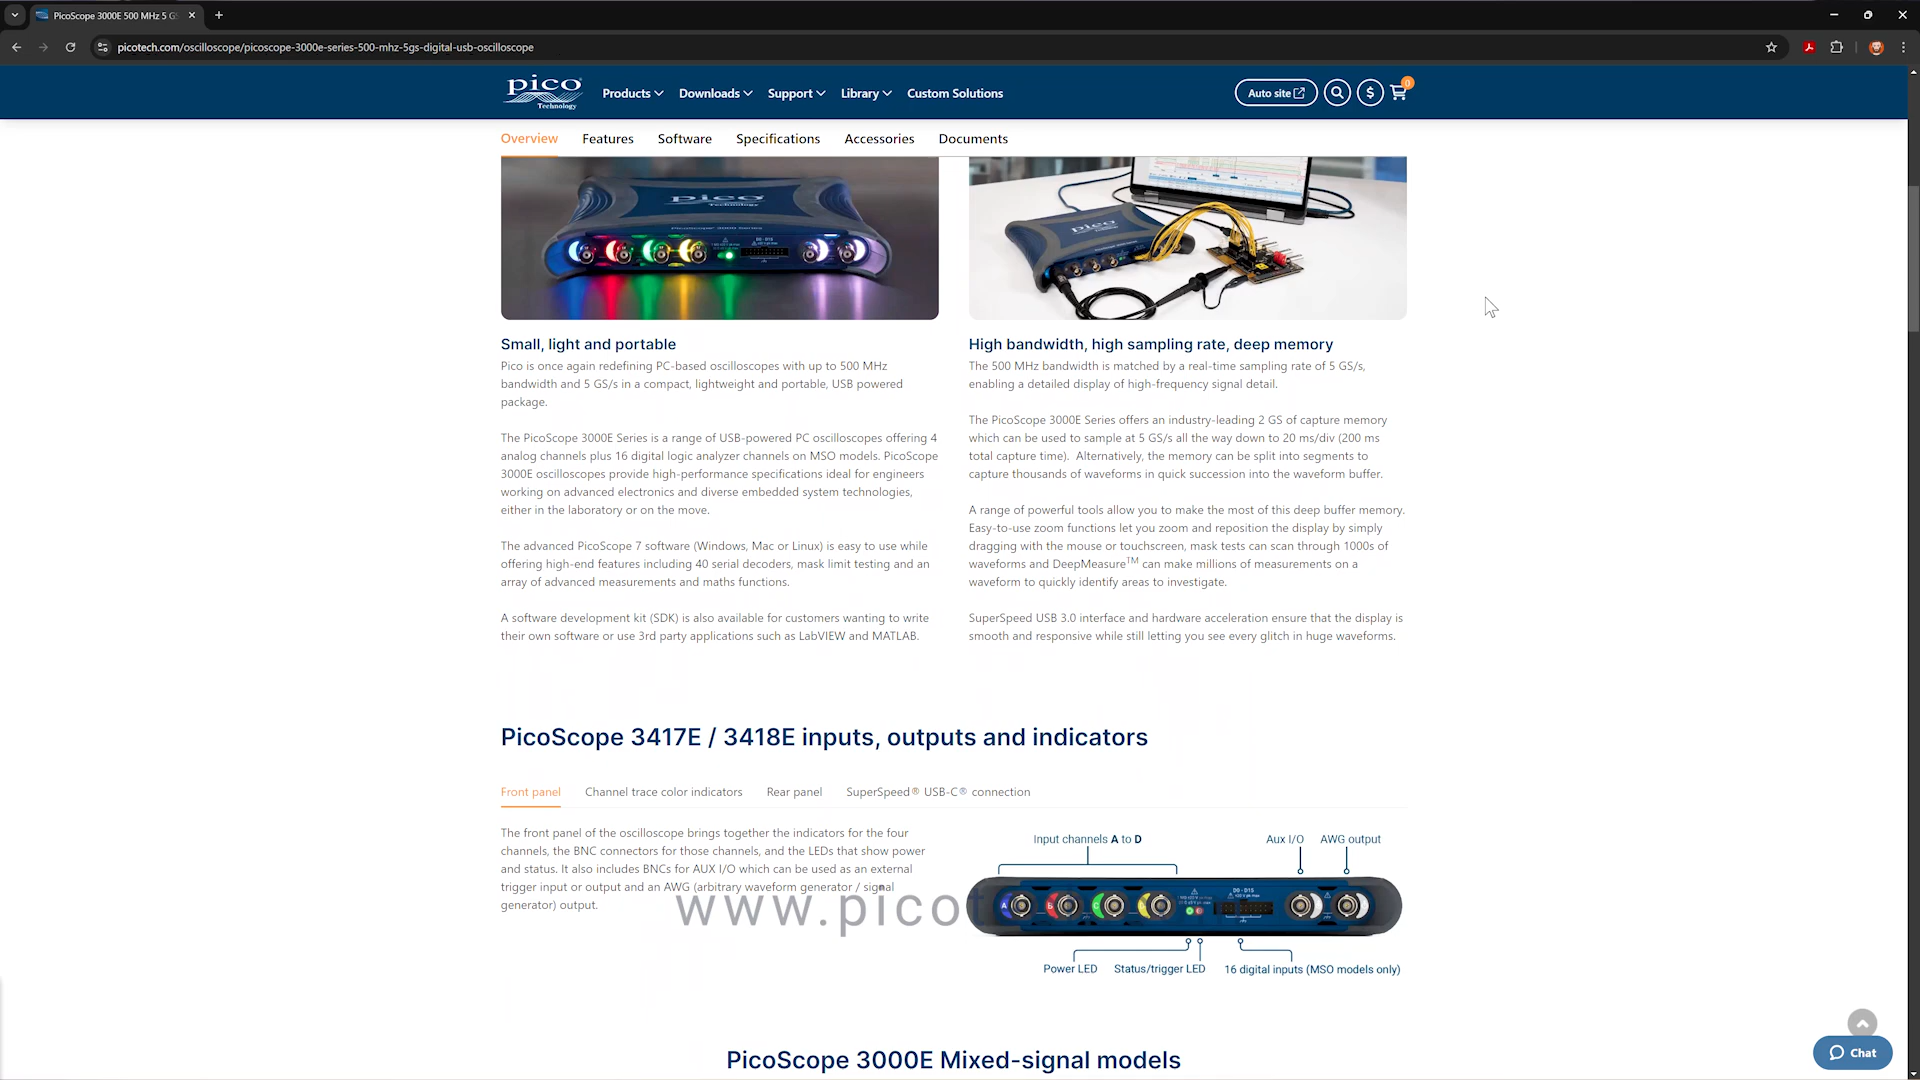 PicoScope 3000E 500 MHz 5 G
picotech.com/oscilloscope/picoscope-3000e-series-500-mhz-5gs-digital-usb-oscilloscope
pico
Technology
Products
Downloads
Support
Library
Custom Solutions
Auto site
$
0
Overview
Features
Software
Specifications
Accessories
Documents
pico
Technology
pico
Small, light and portable
Pico is once again redefining PC-based oscilloscopes with up to 500 MHz
bandwidth and 5 GS/s in a compact, lightweight and portable, USB powered
package.
The PicoScope 3000E Series is a range of USB-powered PC oscilloscopes offering 4
analog channels plus 16 digital logic analyzer channels on MSO models. PicoScope
3000E oscilloscopes provide high-performance specifications ideal for engineers
working on advanced electronics and diverse embedded system technologies,
either in the laboratory or on the move.
The advanced PicoScope 7 software (Windows, Mac or Linux) is easy to use while
offering high-end features including 40 serial decoders, mask limit testing and an
array of advanced measurements and maths functions.
A software development kit (SDK) is also available for customers wanting to write
their own software or use 3rd party applications such as LabVIEW and MATLAB.
High bandwidth, high sampling rate, deep memory
The 500 MHz bandwidth is matched by a real-time sampling rate of 5 GS/s,
enabling a detailed display of high-frequency signal detail.
The PicoScope 3000E Series offers an industry-leading 2 GS of capture memory
which can be used to sample at 5 GS/s all the way down to 20 ms/div (200 ms
total capture time). Alternatively, the memory can be split into segments to
capture thousands of waveforms in quick succession into the waveform buffer.
A range of powerful tools allow you to make the most of this deep buffer memory.
Easy-to-use zoom functions let you zoom and reposition the display by simply
dragging with the mouse or touchscreen, mask tests can scan through 1000s of
waveforms and DeepMeasure™ can make millions of measurements on a
waveform to quickly identify areas to investigate.
SuperSpeed USB 3.0 interface and hardware acceleration ensure that the display is
smooth and responsive while still letting you see every glitch in huge waveforms.
PicoScope 3417E / 3418E inputs, outputs and indicators
Front panel
Channel trace color indicators
Rear panel
SuperSpeed® USB-C® connection
The front panel of the oscilloscope brings together the indicators for the four
channels, the BNC connectors for those channels, and the LEDs that show power
and status. It also includes BNCs for AUX I/O which can be used as an external
trigger input or output and an AWG (arbitrary waveform generator / signal
generator) output.
www.picot
Input channels A to D
Aux I/O
AWG output
A
B
C
D
D0 - D15
Power LED
Status/trigger LED
16 digital inputs (MSO models only)
PicoScope 3000E Mixed-signal models
Chat